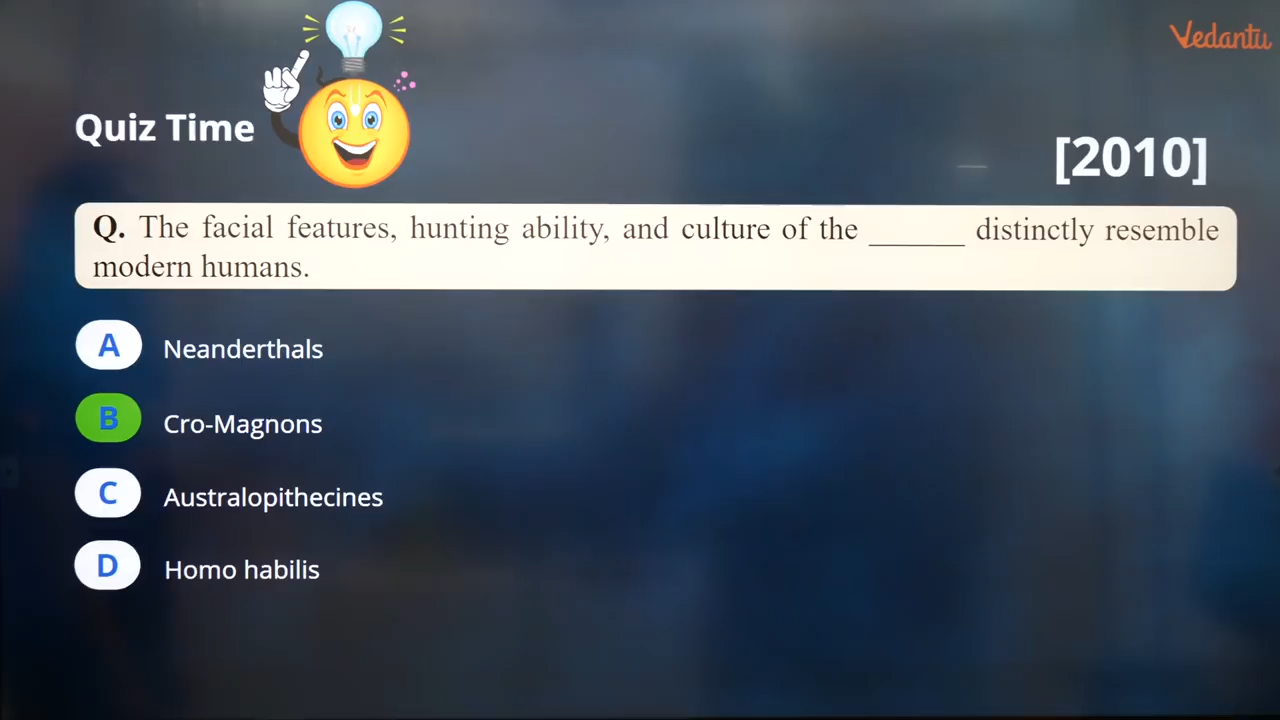 Vedantu
Quiz Time
[2010]
Q. The facial features, hunting ability, and culture of the ______ distinctly resemble
modern humans.
A Neanderthals
B Cro-Magnons
C Australopithecines
D Homo habilis